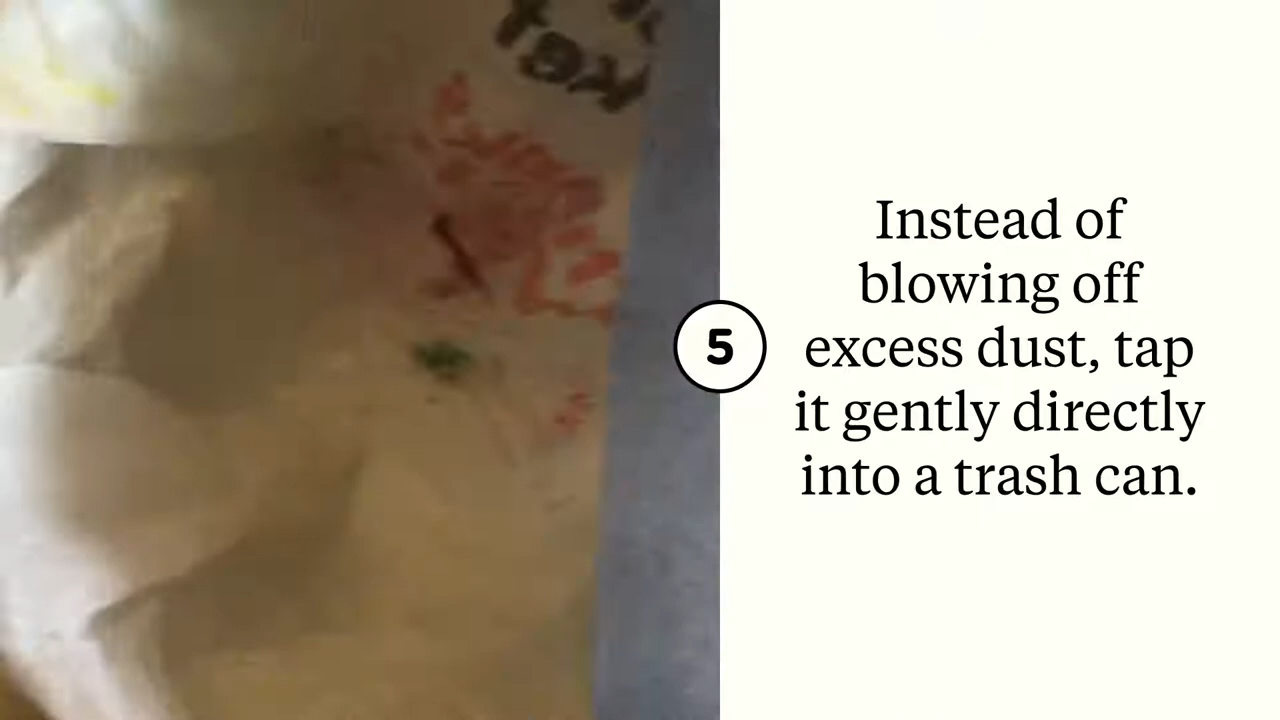 5
Instead of
blowing off
excess dust, tap
it gently directly
into a trash can.